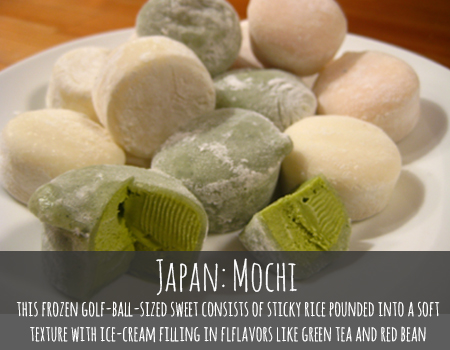 Japan: Mochi
this frozen golf-ball-sized sweet consists of sticky rice pounded into a soft
texture with ice-cream filling in flflavors like green tea and red bean